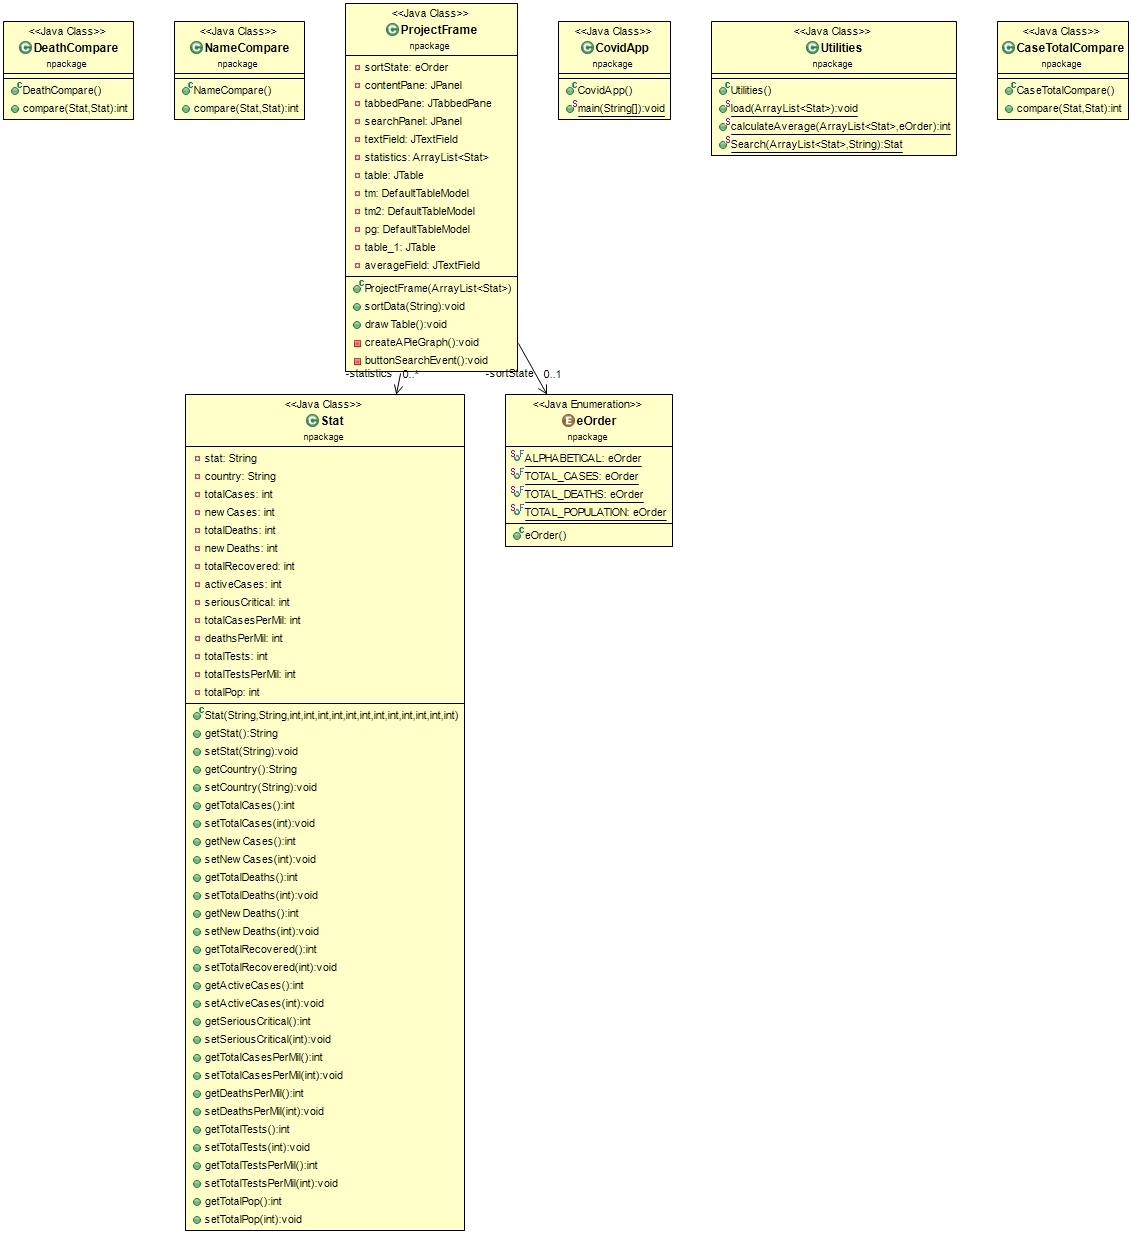 <<Java Class>>
DeathCompare
npackage
DeathCompare()
compare(Stat,Stat):int
<<Java Class>>
NameCompare
npackage
NameCompare()
compare(Stat,Stat):int
<<Java Class>>
ProjectFrame
npackage
sortState: eOrder
contentPane: JPanel
tabbedPane: JTabbedPane
searchPanel: JPanel
textField: JTextField
statistics: ArrayList<Stat>
table: JTable
tm: DefaultTableModel
tm2: DefaultTableModel
pg: DefaultTableModel
table_1: JTable
averageField: JTextField
ProjectFrame(ArrayList<Stat>)
sortData(String):void
drawTable():void
createAPieGraph():void
buttonSearchEvent():void
<<Java Class>>
CovidApp
npackage
CovidApp()
main(String[]):void
<<Java Class>>
Utilities
npackage
Utilities()
load(ArrayList<Stat>):void
calculateAverage(ArrayList<Stat>,eOrder):int
Search(ArrayList<Stat>,String):Stat
<<Java Class>>
CaseTotalCompare
npackage
CaseTotalCompare()
compare(Stat,Stat):int
-statistics 0..*
-sortState 0..1
<<Java Class>>
Stat
npackage
stat: String
country: String
totalCases: int
newCases: int
totalDeaths: int
newDeaths: int
totalRecovered: int
activeCases: int
seriousCritical: int
totalCasesPerMil: int
deathsPerMil: int
totalTests: int
totalTestsPerMil: int
totalPop: int
Stat(String,String,int,int,int,int,int,int,int,int,int,int,int,int)
getStat():String
setStat(String):void
getCountry():String
setCountry(String):void
getTotalCases():int
setTotalCases(int):void
getNewCases():int
setNewCases(int):void
getTotalDeaths():int
setTotalDeaths(int):void
getNewDeaths():int
setNewDeaths(int):void
getTotalRecovered():int
setTotalRecovered(int):void
getActiveCases():int
setActiveCases(int):void
getSeriousCritical():int
setSeriousCritical(int):void
getTotalCasesPerMil():int
setTotalCasesPerMil(int):void
getDeathsPerMil():int
setDeathsPerMil(int):void
getTotalTests():int
setTotalTests(int):void
getTotalTestsPerMil():int
setTotalTestsPerMil(int):void
getTotalPop():int
setTotalPop(int):void
<<Java Enumeration>>
eOrder
npackage
ALPHABETICAL: eOrder
TOTAL_CASES: eOrder
TOTAL_DEATHS: eOrder
TOTAL_POPULATION: eOrder
eOrder()